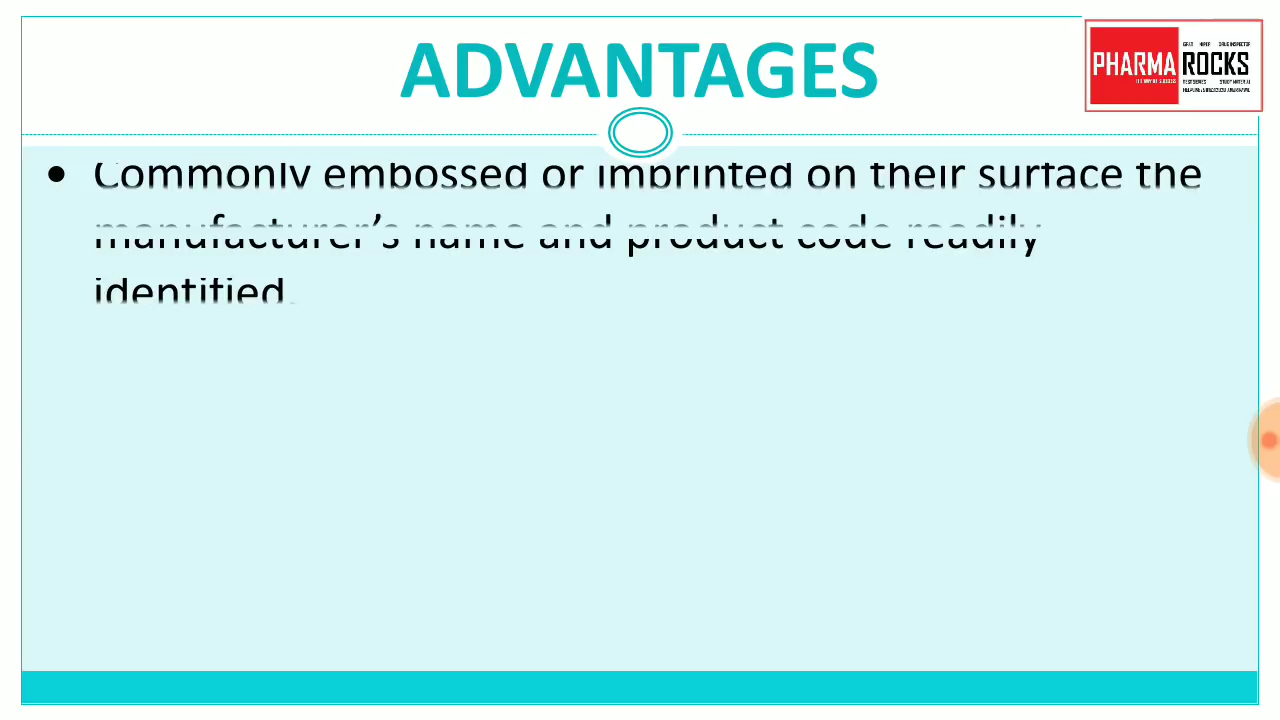 ADVANTAGES
PHARMA ROCKS
• Commonly embossed or imprinted on their surface the
manufacturer’s name and product code readily
identified.